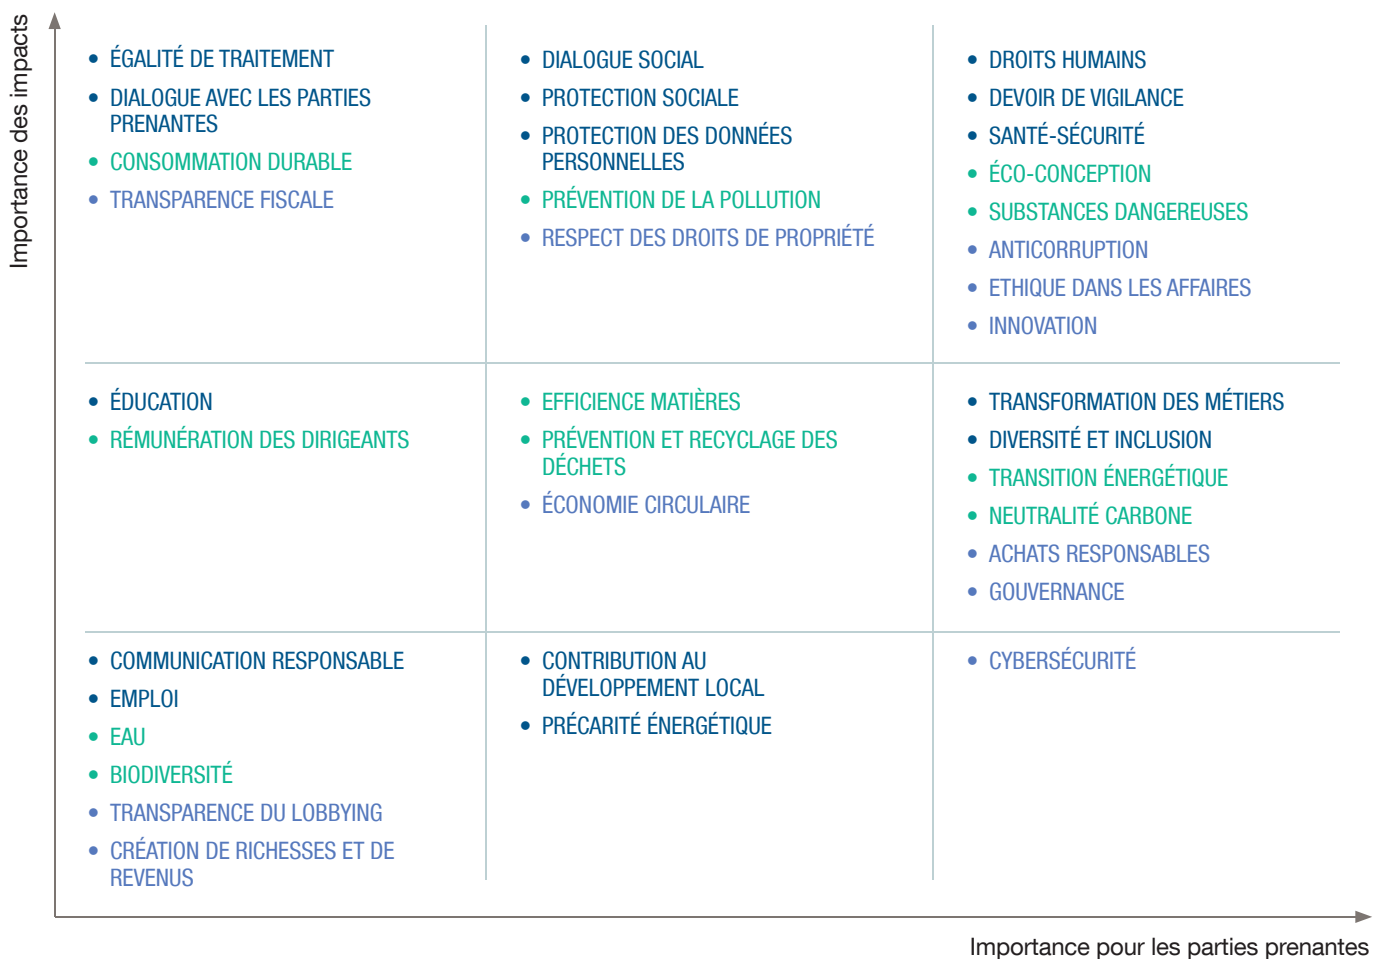 Importance des impacts
• ÉGALITÉ DE TRAITEMENT
• DIALOGUE AVEC LES PARTIES
PRENANTES
• CONSOMMATION DURABLE
• TRANSPARENCE FISCALE
• DIALOGUE SOCIAL
• PROTECTION SOCIALE
• PROTECTION DES DONNÉES
PERSONNELLES
• PRÉVENTION DE LA POLLUTION
• RESPECT DES DROITS DE PROPRIÉTÉ
• DROITS HUMAINS
• DEVOIR DE VIGILANCE
• SANTÉ-SÉCURITÉ
• ÉCO-CONCEPTION
• SUBSTANCES DANGEREUSES
• ANTICORRUPTION
• ETHIQUE DANS LES AFFAIRES
• INNOVATION
• ÉDUCATION
• RÉMUNÉRATION DES DIRIGEANTS
• EFFICIENCE MATIÈRES
• PRÉVENTION ET RECYCLAGE DES
DÉCHETS
• ÉCONOMIE CIRCULAIRE
• TRANSFORMATION DES MÉTIERS
• DIVERSITÉ ET INCLUSION
• TRANSITION ÉNERGÉTIQUE
• NEUTRALITÉ CARBONE
• ACHATS RESPONSABLES
• GOUVERNANCE
• COMMUNICATION RESPONSABLE
• EMPLOI
• EAU
• BIODIVERSITÉ
• TRANSPARENCE DU LOBBYING
• CRÉATION DE RICHESSES ET DE
REVENUS
• CONTRIBUTION AU
DÉVELOPPEMENT LOCAL
• PRÉCARITÉ ÉNERGÉTIQUE
• CYBERSÉCURITÉ
Importance pour les parties prenantes